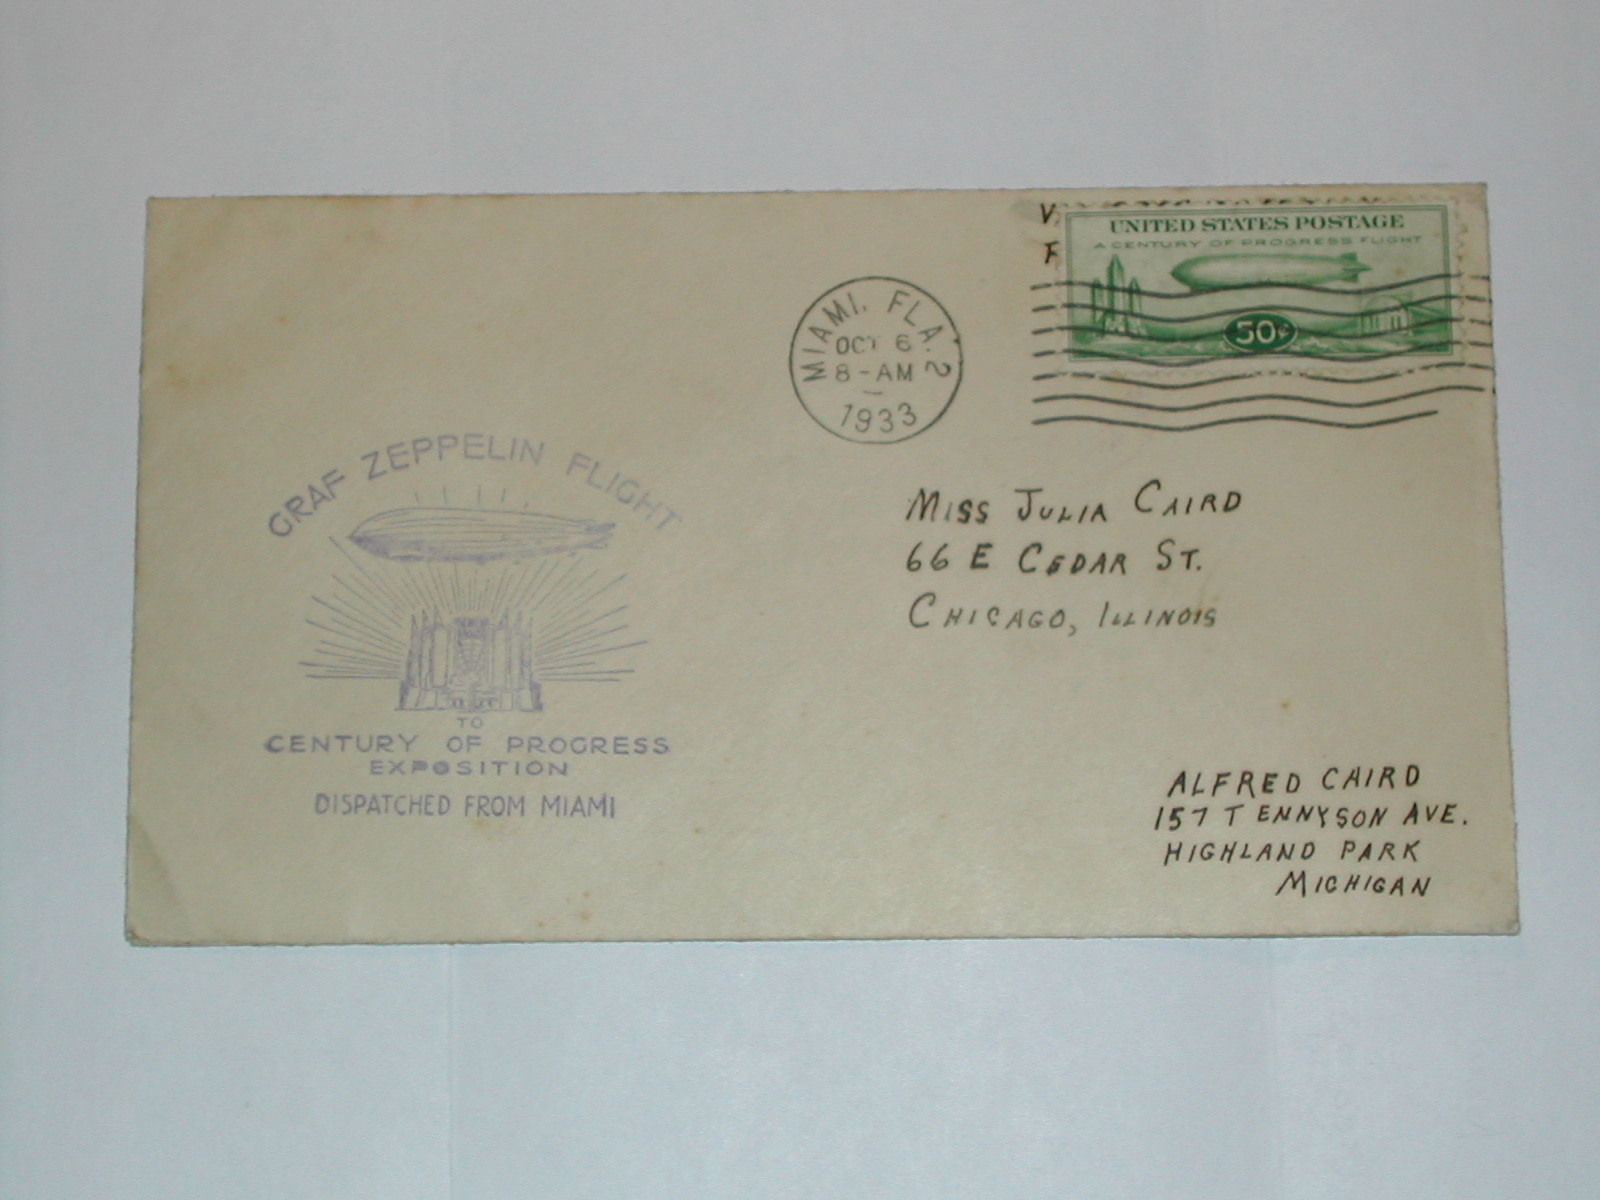 V
F
UNITED STATES POSTAGE
A CENTURY OF PROGRESS FLIGHT
50¢
MIAMI, FLA. 2
OCT 6
8-AM
1933
GRAF ZEPPELIN FLIGHT
TO
CENTURY OF PROGRESS
EXPOSITION
DISPATCHED FROM MIAMI
MISS JULIA CAIRD
66 E CEDAR ST.
CHICAGO, ILLINOIS
ALFRED CAIRD
157 TENNYSON AVE.
HIGHLAND PARK
MICHIGAN